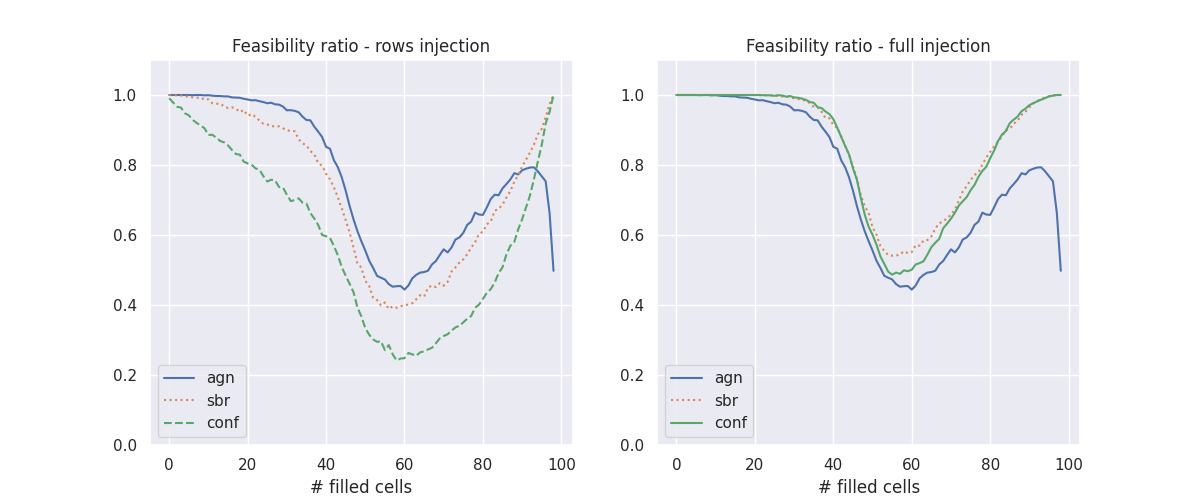 Feasibility ratio - rows injection
1.0
0.8
0.6
0.4
0.2
0.0
agn
sbr
conf
0 20 40 60 80 100
# filled cells
Feasibility ratio - full injection
1.0
0.8
0.6
0.4
0.2
0.0
agn
sbr
conf
0 20 40 60 80 100
# filled cells